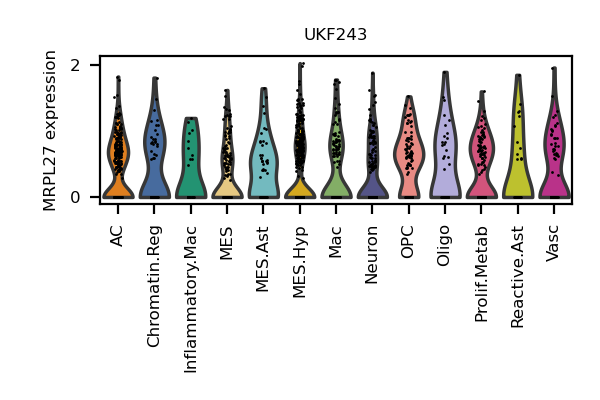 UKF243
MRPL27 expression
2
0
AC
Chromatin.Reg
Inflammatory.Mac
MES
MES.Ast
MES.Hyp
Mac
Neuron
OPC
Oligo
Prolif.Metab
Reactive.Ast
Vasc